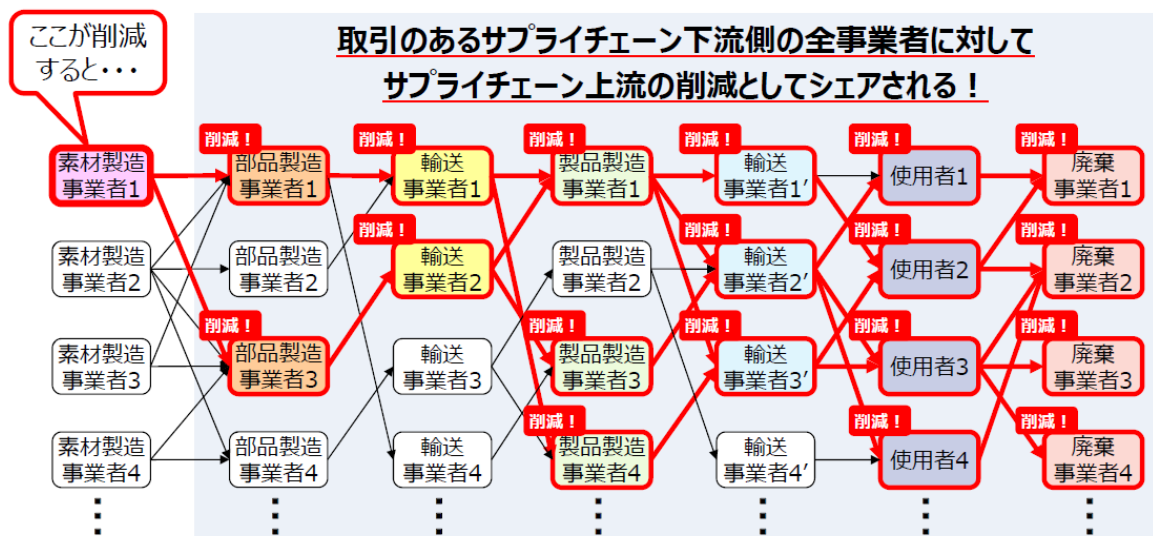 ここが削減
すると・・・
取引のあるサプライチェーン下流側の全事業者に対して
サプライチェーン上流の削減としてシェアされる！
削減！
削減！
削減！
削減！
削減！
削減！
素材製造
事業者1
部品製造
事業者1
輸送
事業者1
製品製造
事業者1
輸送
事業者1’
使用者1
廃棄
事業者1
削減！
削減！
削減！
削減！
素材製造
事業者2
部品製造
事業者2
輸送
事業者2
製品製造
事業者2
輸送
事業者2’
使用者2
廃棄
事業者2
削減！
削減！
削減！
削減！
削減！
素材製造
事業者3
部品製造
事業者3
輸送
事業者3
製品製造
事業者3
輸送
事業者3’
使用者3
廃棄
事業者3
削減！
削減！
削減！
素材製造
事業者4
部品製造
事業者4
輸送
事業者4
製品製造
事業者4
輸送
事業者4’
使用者4
廃棄
事業者4